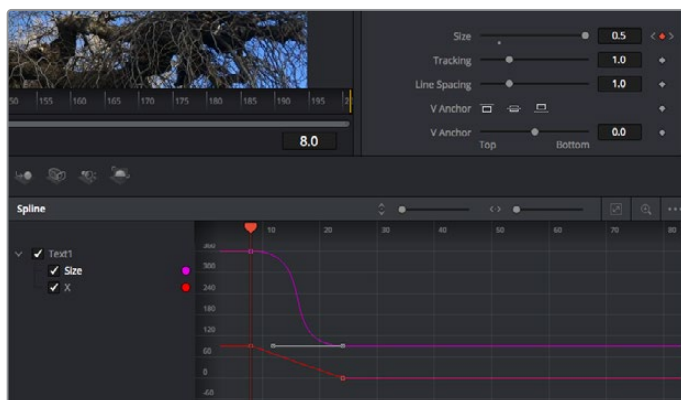 Size 0.5
Tracking 1.0
Line Spacing 1.0
V Anchor
V Anchor 0.0
Top Bottom
50 155 160 165 170 175 180 185 190 195
8.0
Spline
10 20 30 40 50 60 70 80
Text1
Size
X
360
300
240
180
120
60
0
-60